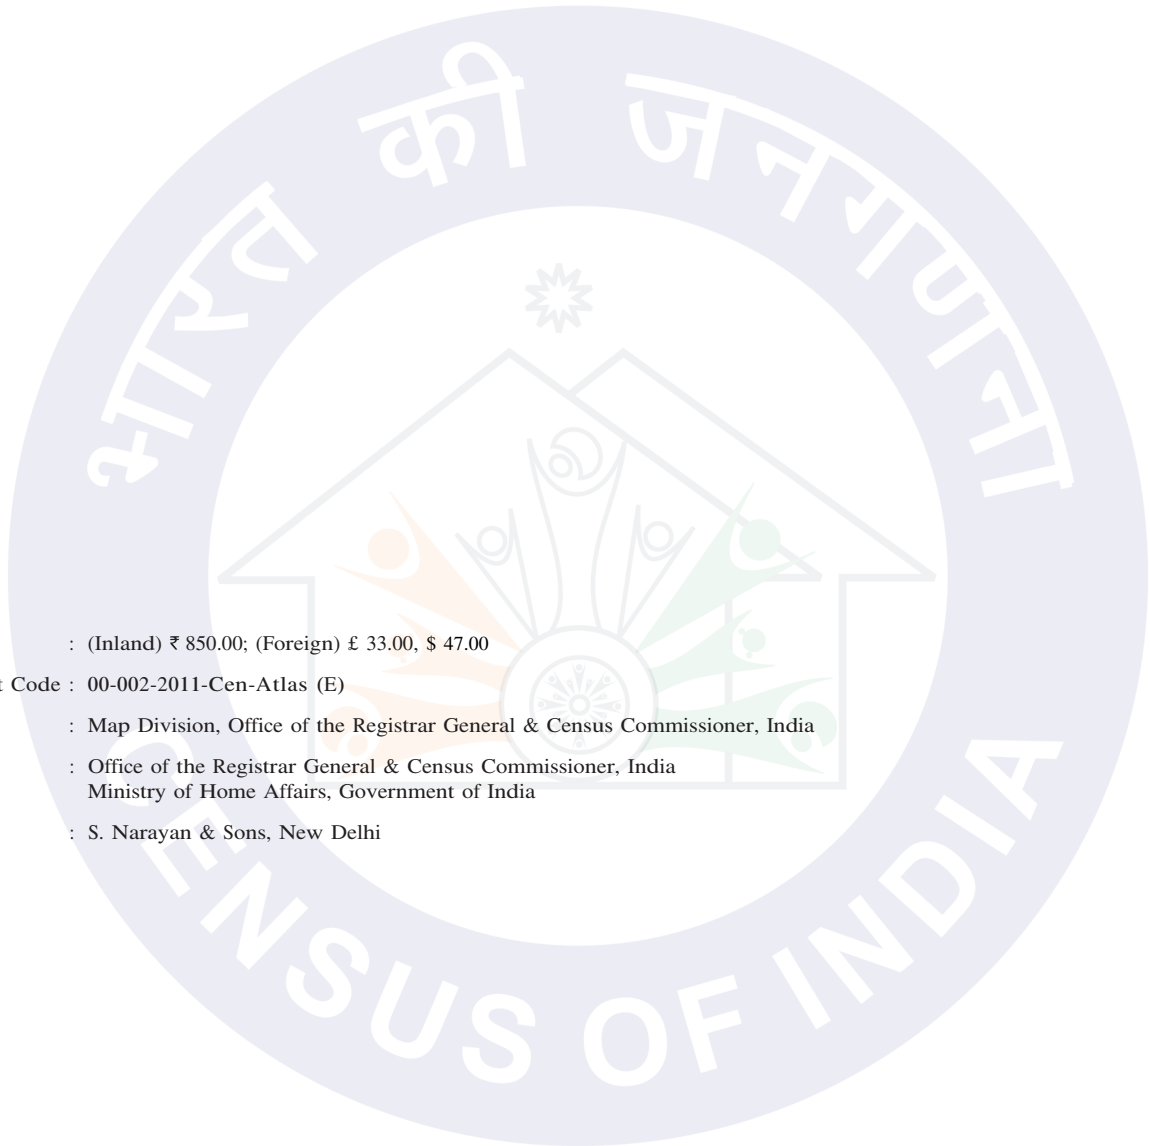 भारत की जनगणना
: (Inland) ₹ 850.00; (Foreign) £ 33.00, $ 47.00
t Code : 00-002-2011-Cen-Atlas (E)
: Map Division, Office of the Registrar General & Census Commissioner, India
: Office of the Registrar General & Census Commissioner, India
Ministry of Home Affairs, Government of India
: S. Narayan & Sons, New Delhi
CENSUS OF INDIA